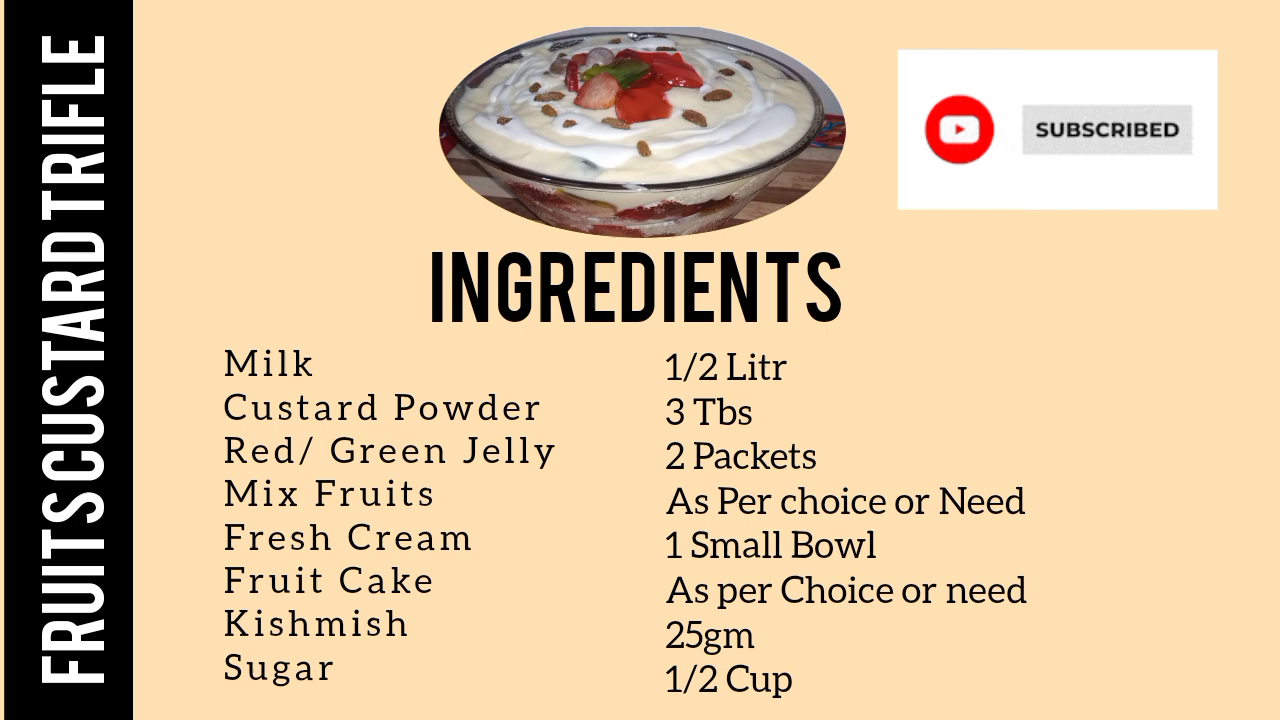 FRUITS CUSTARD TRIFLE
SUBSCRIBED
INGREDIENTS
Milk 1/2 Litr
Custard Powder 3 Tbs
Red/ Green Jelly 2 Packets
Mix Fruits As Per choice or Need
Fresh Cream 1 Small Bowl
Fruit Cake As per Choice or need
Kishmish 25gm
Sugar 1/2 Cup